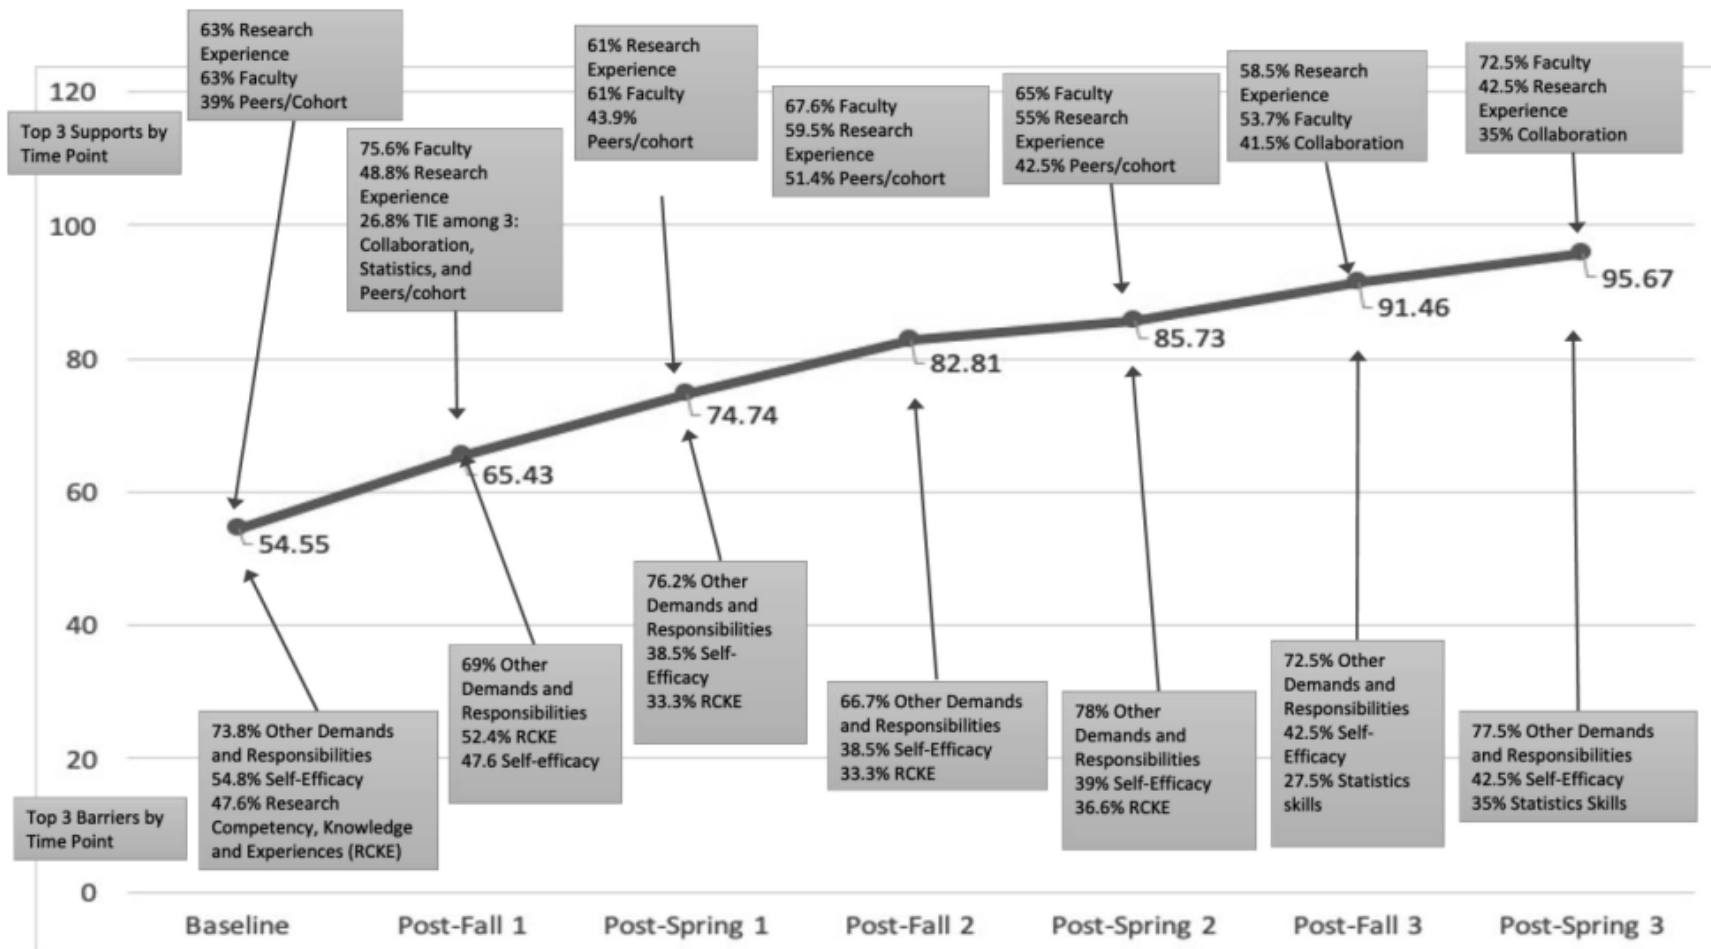 63% Research
Experience
63% Faculty
39% Peers/Cohort
61% Research
Experience
61% Faculty
43.9%
Peers/cohort
58.5% Research
Experience
53.7% Faculty
41.5% Collaboration
72.5% Faculty
42.5% Research
Experience
35% Collaboration
67.6% Faculty
59.5% Research
Experience
51.4% Peers/cohort
65% Faculty
55% Research
Experience
42.5% Peers/cohort
Top 3 Supports by
Time Point
75.6% Faculty
48.8% Research
Experience
26.8% TIE among 3:
Collaboration,
Statistics, and
Peers/cohort
120
100
80
60
40
20
0
54.55
65.43
74.74
82.81
85.73
91.46
95.67
73.8% Other Demands
and Responsibilities
54.8% Self-Efficacy
47.6% Research
Competency, Knowledge
and Experiences (RCKE)
69% Other
Demands and
Responsibilities
52.4% RCKE
47.6 Self-efficacy
76.2% Other
Demands and
Responsibilities
38.5% Self-
Efficacy
33.3% RCKE
66.7% Other Demands
and Responsibilities
38.5% Self-Efficacy
33.3% RCKE
78% Other
Demands and
Responsibilities
39% Self-Efficacy
36.6% RCKE
72.5% Other
Demands and
Responsibilities
42.5% Self-
Efficacy
27.5% Statistics
skills
77.5% Other Demands
and Responsibilities
42.5% Self-Efficacy
35% Statistics Skills
Top 3 Barriers by
Time Point
Baseline
Post-Fall 1
Post-Spring 1
Post-Fall 2
Post-Spring 2
Post-Fall 3
Post-Spring 3